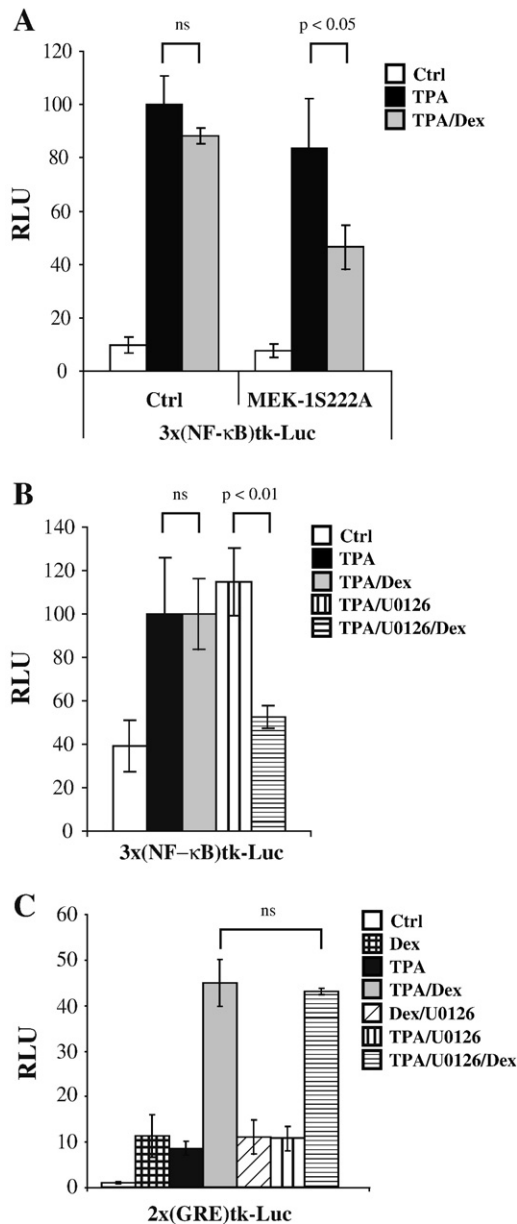 A
ns
p < 0.05
120
100
80
60
40
20
0
RLU
Ctrl
TPA
TPA/Dex
Ctrl
MEK-1S222A
3x(NF-κB)tk-Luc
B
ns
p < 0.01
140
120
100
80
60
40
20
0
RLU
Ctrl
TPA
TPA/Dex
TPA/U0126
TPA/U0126/Dex
3x(NF–κB)tk-Luc
C
ns
60
50
40
30
20
10
0
RLU
Ctrl
Dex
TPA
TPA/Dex
Dex/U0126
TPA/U0126
TPA/U0126/Dex
2x(GRE)tk-Luc